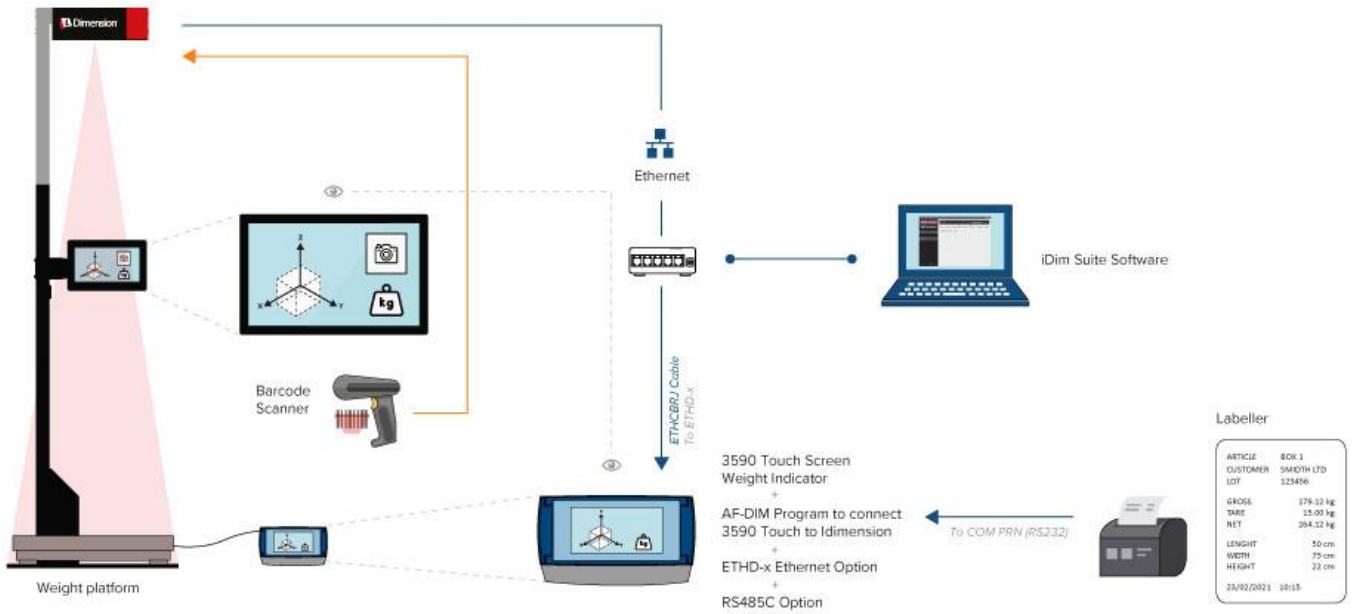 Dimension
Ethernet
iDim Suite Software
Z
X
Y
kg
Barcode
Scanner
ETHCBRJ Cable
To ETHD-x
3590 Touch Screen
Weight Indicator
+
AF-DIM Program to connect
3590 Touch to Idimension
+
ETHD-x Ethernet Option
+
RS485C Option
To COM PRN (RS232)
Labeller
ARTICLE BOX 1
CUSTOMER SMIDTH LTD
LOT 123456
GROSS 179.12 kg
TARE 15.00 kg
NET 164.12 kg
LENGHT 50 cm
WIDTH 75 cm
HEIGHT 23 cm
23/02/2021 10:15
Weight platform